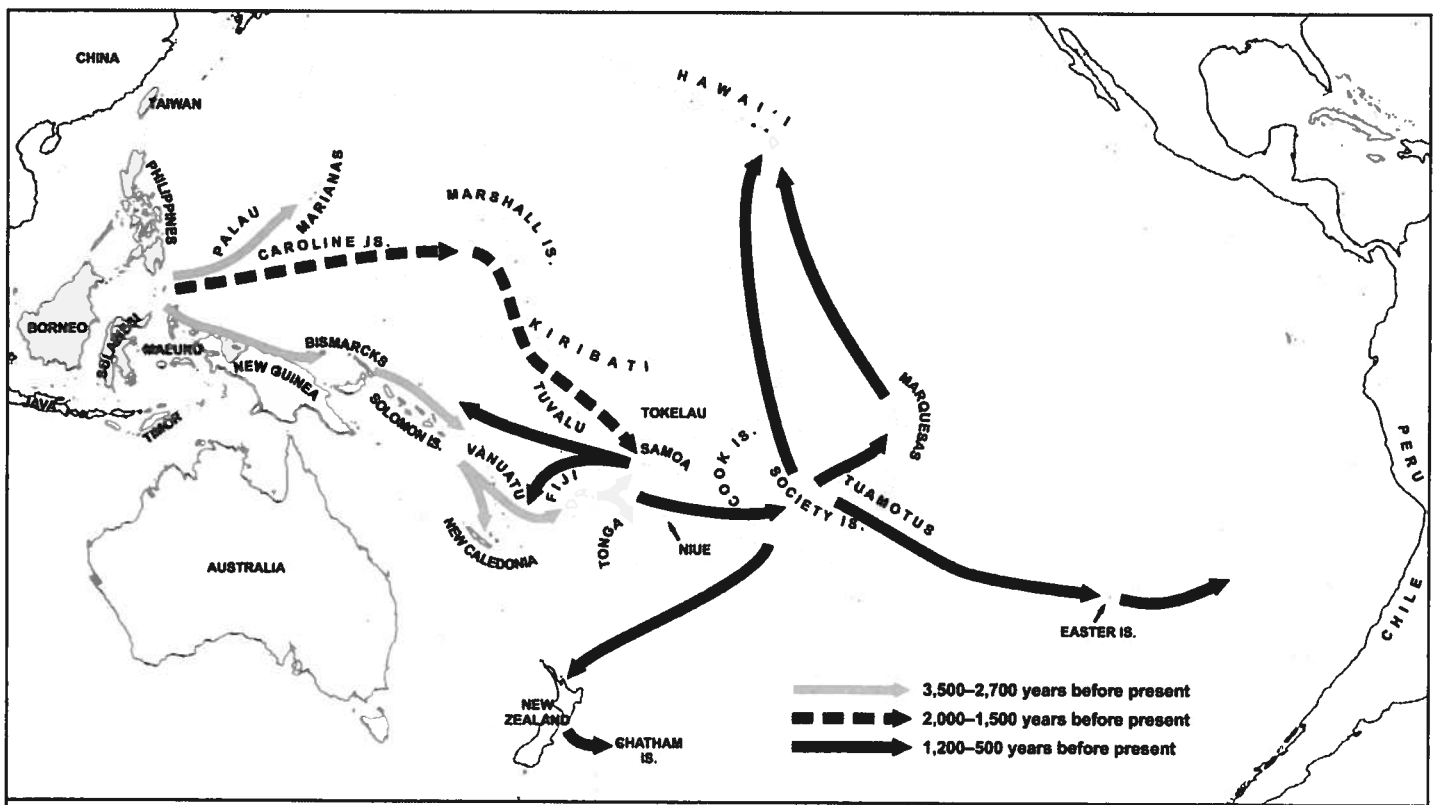 CHINA
TAIWAN
HAWAI'I
PHILIPPINES
PALAU
MARIANAS
MARSHALL IS.
CAROLINE IS.
BORNEO
SULAWESI
MALUKU
BISMARCKS
NEW GUINEA
KIRIBATI
JAVA
TIMOR
SOLOMON IS.
TUVALU
TOKELAU
SAMOA
COOK IS.
MARQUESAS
VANUATU
FIJI
SOCIETY IS.
TUAMOTUS
PERU
NEW CALEDONIA
TONGA
NIUE
AUSTRALIA
EASTER IS.
CHILE
3,500–2,700 years before present
2,000–1,500 years before present
1,200–500 years before present
NEW
ZEALAND
CHATHAM
IS.